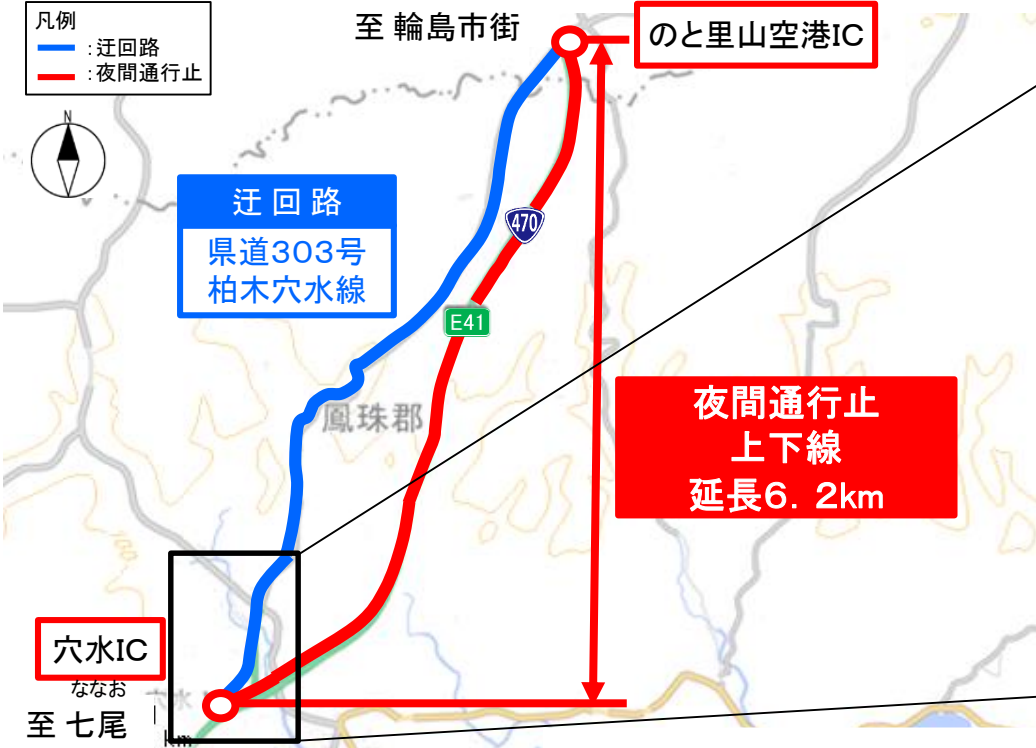 凡例
：迂回路
：夜間通行止
至 輪島市街
のと里山空港IC
N
迂回路
県道303号
柏木穴水線
470
E41
鳳珠郡
夜間通行止
上下線
延長6．2km
穴水IC
ななお
至 七尾
穴水
km